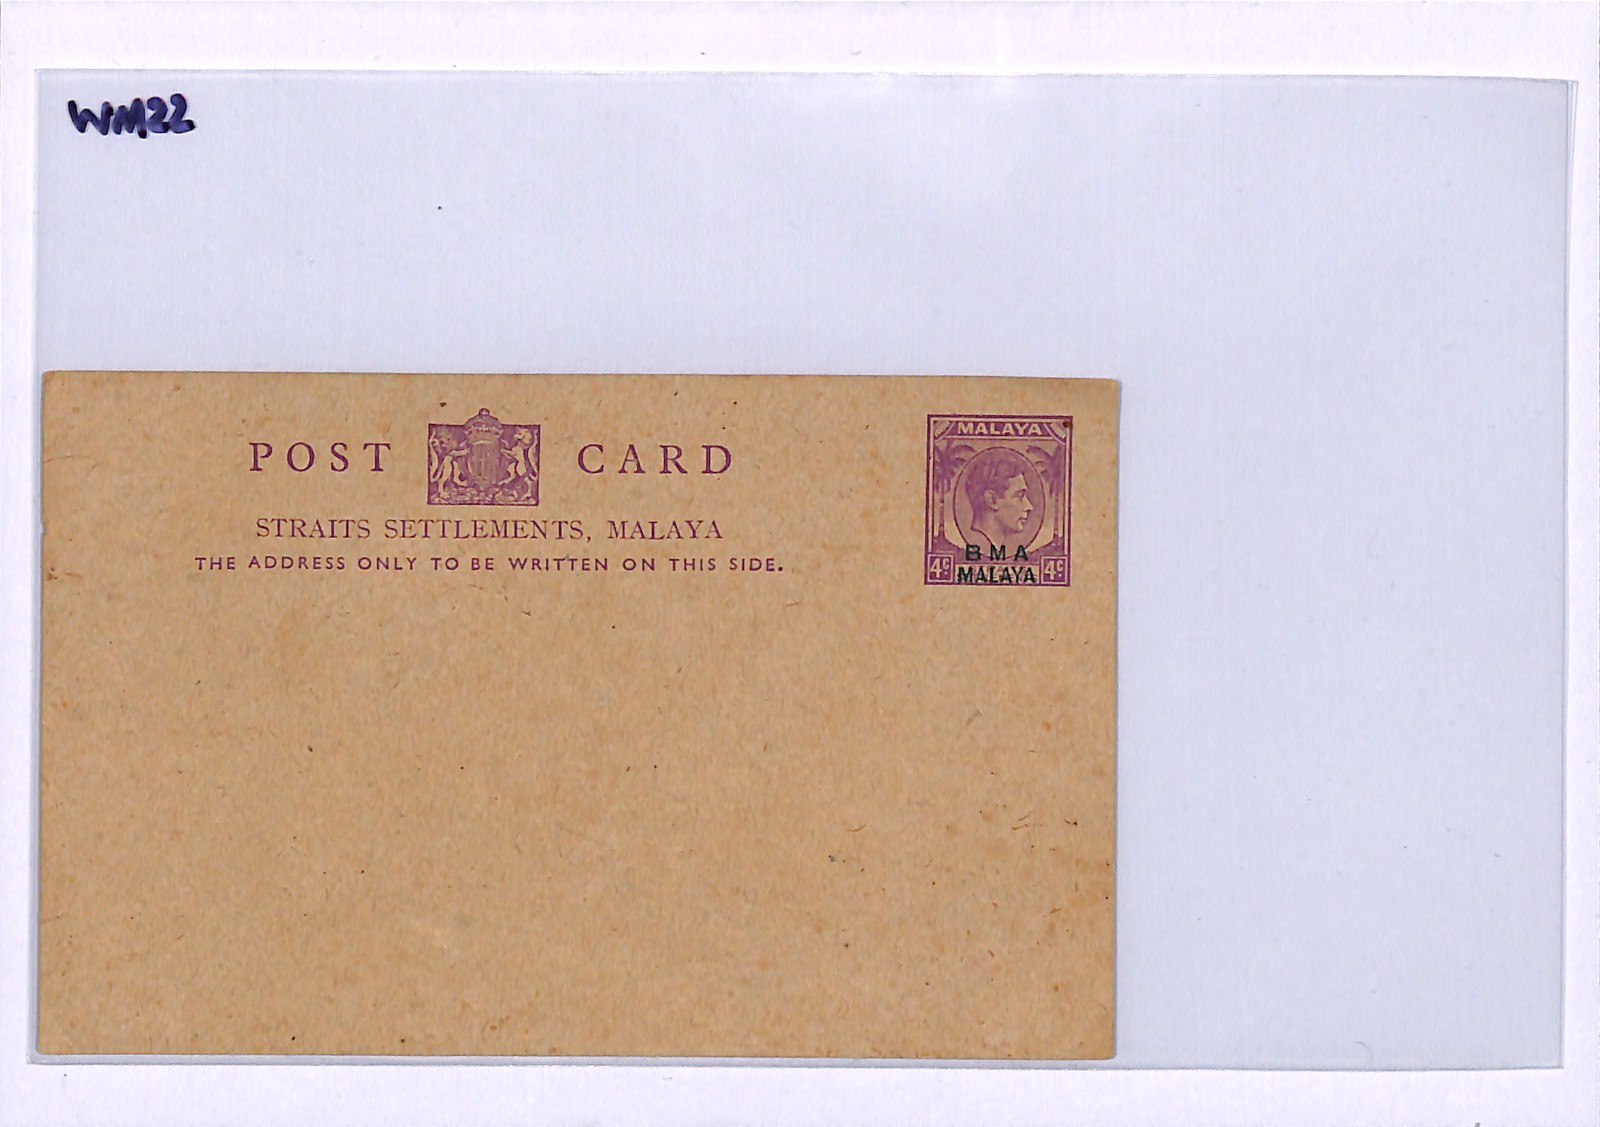 WM22
POST CARD
STRAITS SETTLEMENTS, MALAYA
THE ADDRESS ONLY TO BE WRITTEN ON THIS SIDE.
MALAYA
BMA
4c MALAYA 4c